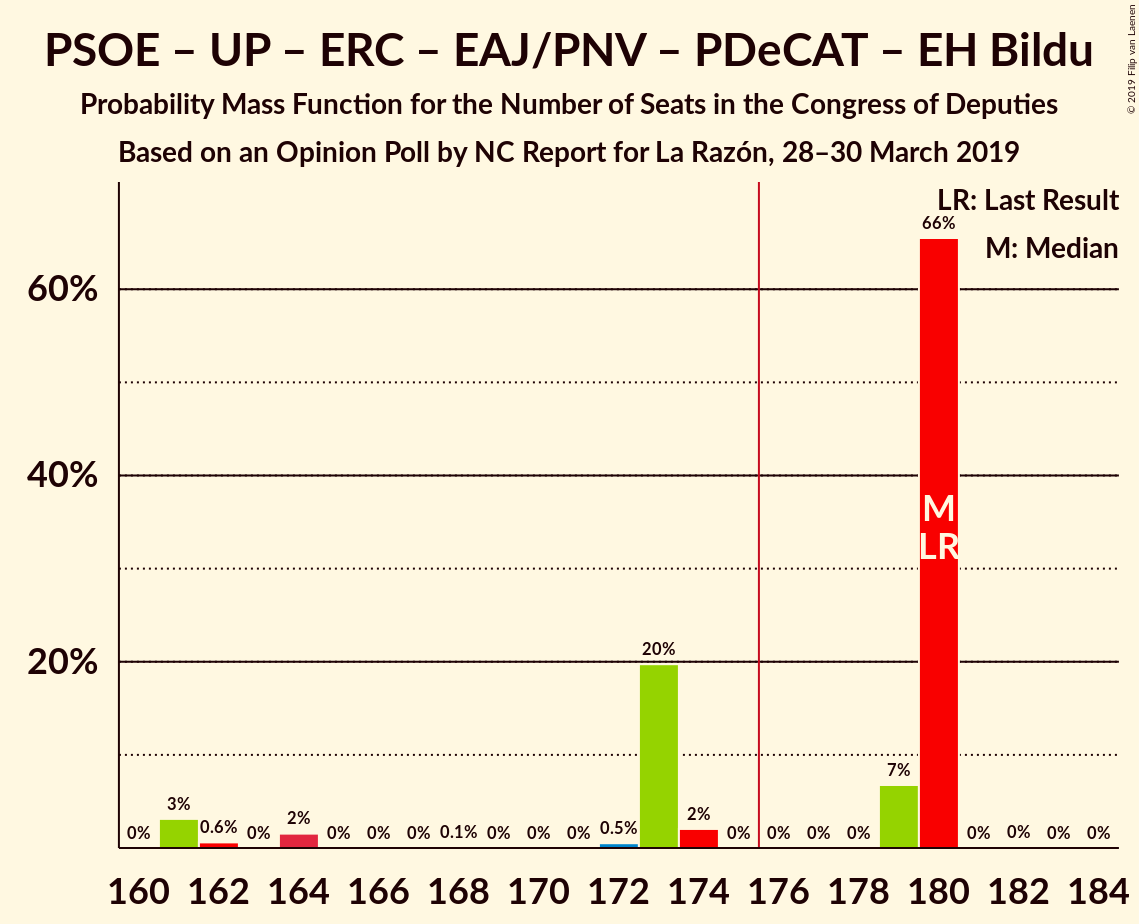 PSOE – UP – ERC – EAJ/PNV – PDeCAT – EH Bildu
Probability Mass Function for the Number of Seats in the Congress of Deputies
Based on an Opinion Poll by NC Report for La Razón, 28–30 March 2019
© 2019 Filip van Laenen
LR: Last Result
M: Median
60%
40%
20%
0% 3% 0.6% 0% 2% 0% 0% 0% 0.1% 0% 0% 0% 0.5% 20% 2% 0% 0% 0% 0% 7% 66% 0% 0% 0% 0%
M
LR
160 162 164 166 168 170 172 174 176 178 180 182 184